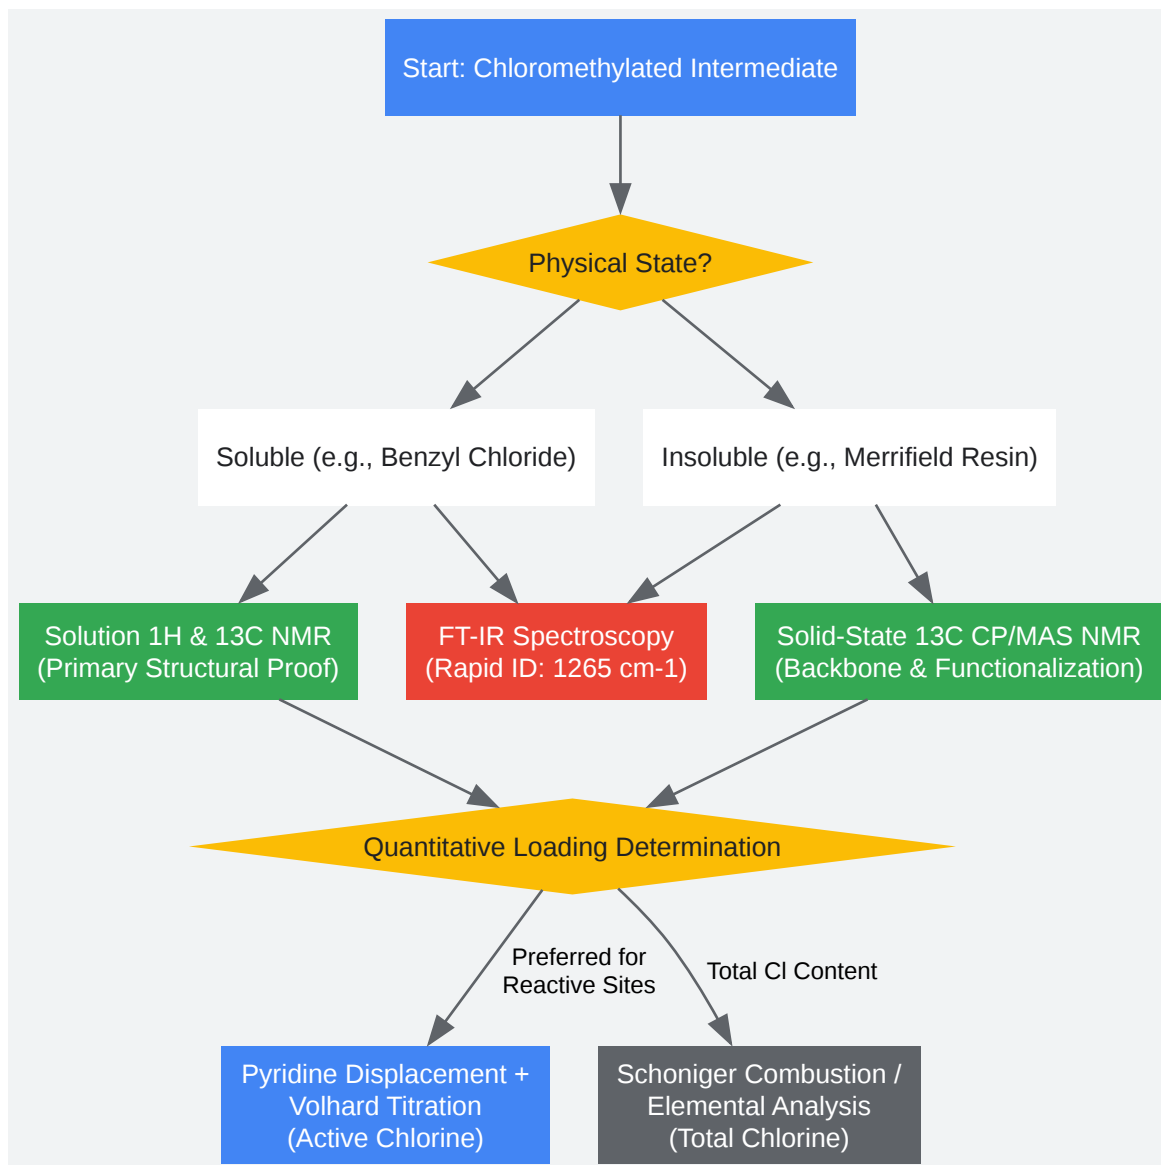 Start: Chloromethylated Intermediate
Physical State?
Soluble (e.g., Benzyl Chloride)
Insoluble (e.g., Merrifield Resin)
Solution 1H & 13C NMR
(Primary Structural Proof)
FT-IR Spectroscopy
(Rapid ID: 1265 cm-1)
Solid-State 13C CP/MAS NMR
(Backbone & Functionalization)
Quantitative Loading Determination
Preferred for
Reactive Sites
Total Cl Content
Pyridine Displacement +
Volhard Titration
(Active Chlorine)
Schoniger Combustion /
Elemental Analysis
(Total Chlorine)